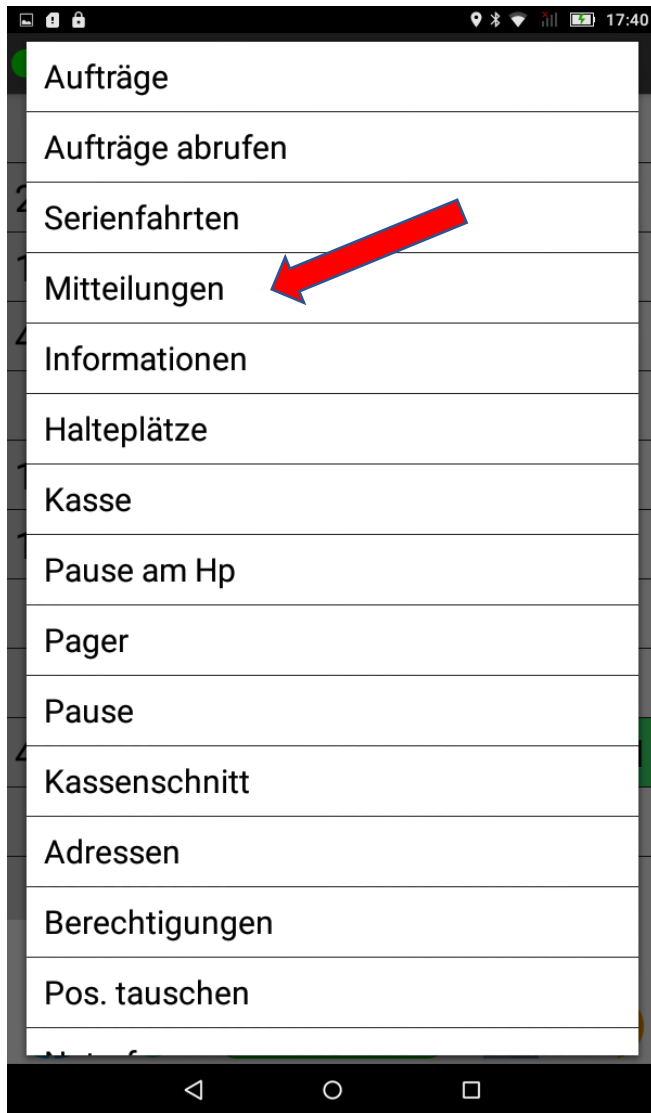 17:40
Aufträge
Aufträge abrufen
Serienfahrten
Mitteilungen
Informationen
Halteplätze
Kasse
Pause am Hp
Pager
Pause
Kassenschnitt
Adressen
Berechtigungen
Pos. tauschen